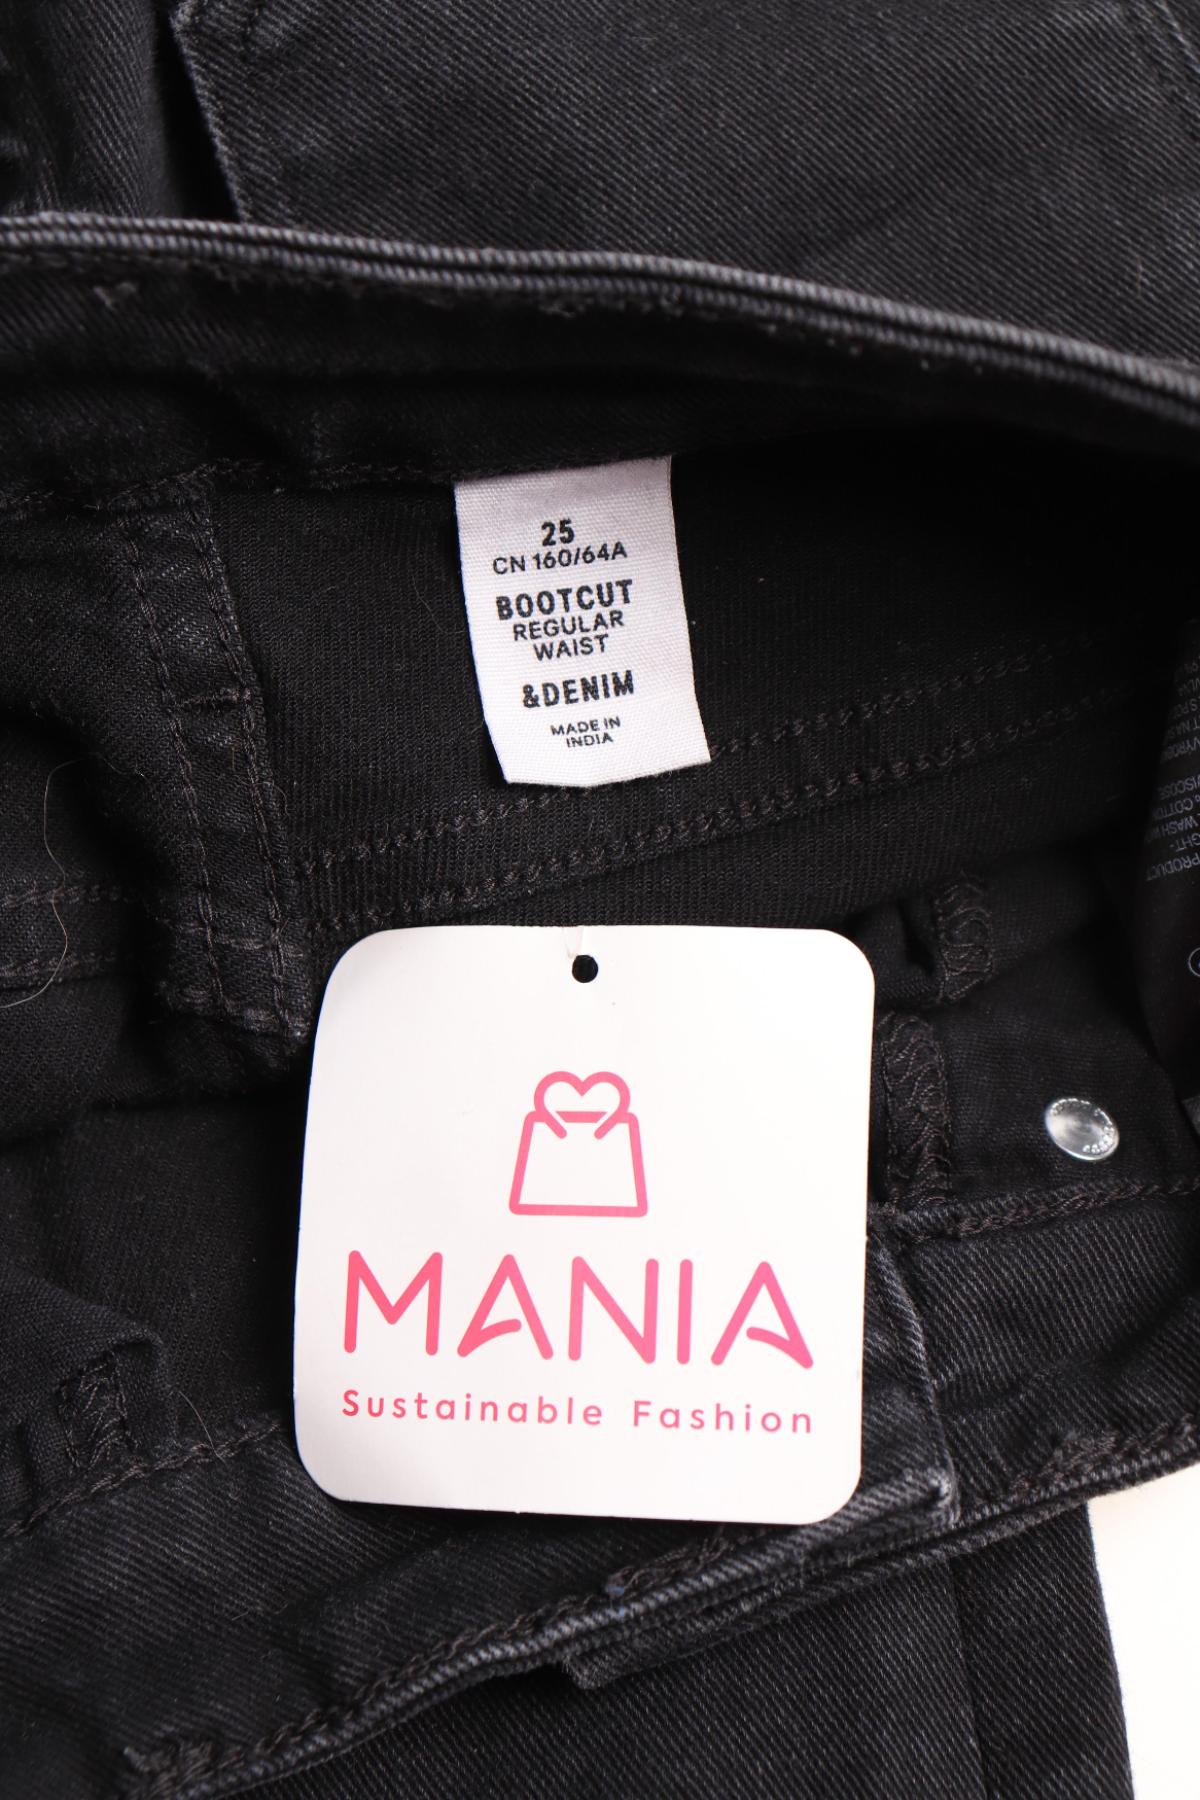 25
CN 160/64A
BOOTCUT
REGULAR
WAIST
&DENIM
MADE IN
INDIA
MANIA
Sustainable Fashion